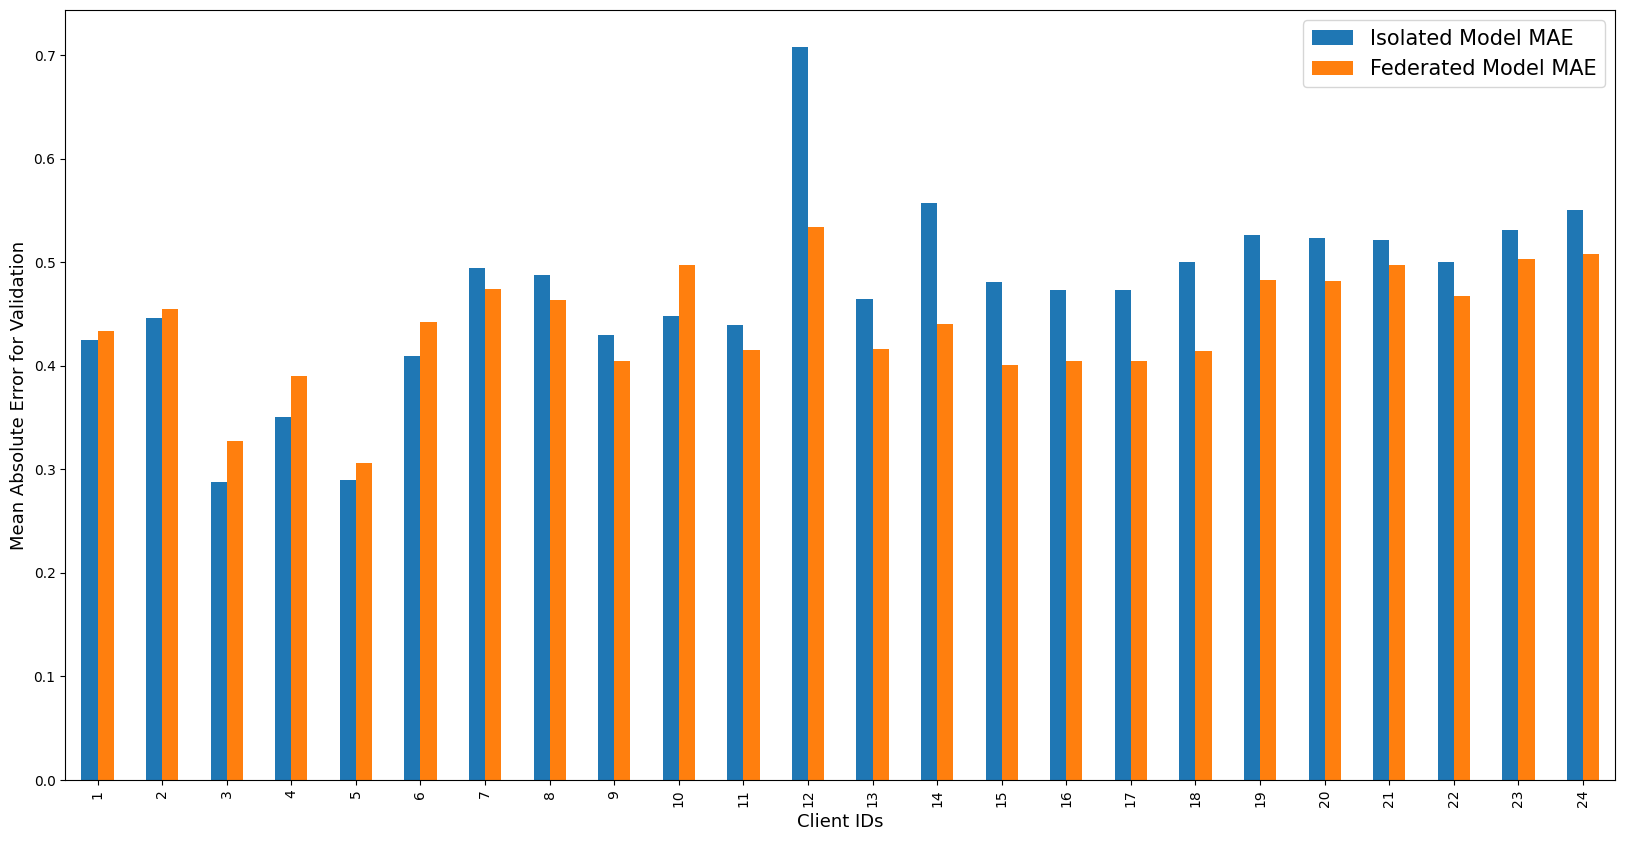 Isolated Model MAE
Federated Model MAE
Mean Absolute Error for Validation
0.7
0.6
0.5
0.4
0.3
0.2
0.1
0.0
1 2 3 4 5 6 7 8 9 10 11 12 13 14 15 16 17 18 19 20 21 22 23 24
Client IDs